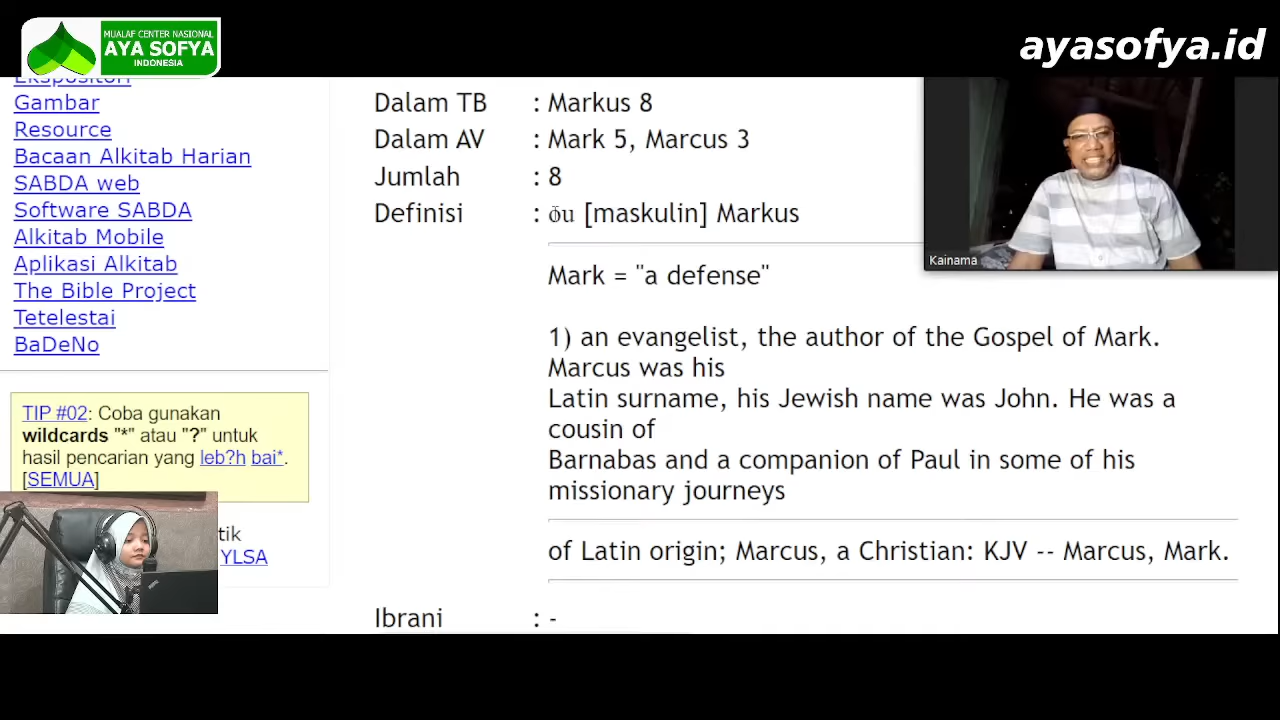 MUALAF CENTER NASIONAL
AYA SOFYA
INDONESIA
ayasofya.id
Ekspositori
Gambar
Resource
Bacaan Alkitab Harian
SABDA web
Software SABDA
Alkitab Mobile
Aplikasi Alkitab
The Bible Project
Tetelestai
BaDeNo
TIP #02: Coba gunakan
wildcards "*" atau "?" untuk
hasil pencarian yang leb?h bai*.
[SEMUA]
tik
YLSA
Dalam TB : Markus 8
Dalam AV : Mark 5, Marcus 3
Jumlah : 8
Definisi : ðu [maskulin] Markus
Mark = "a defense"
1) an evangelist, the author of the Gospel of Mark.
Marcus was his
Latin surname, his Jewish name was John. He was a
cousin of
Barnabas and a companion of Paul in some of his
missionary journeys
of Latin origin; Marcus, a Christian: KJV -- Marcus, Mark.
Ibrani : -
Kainama